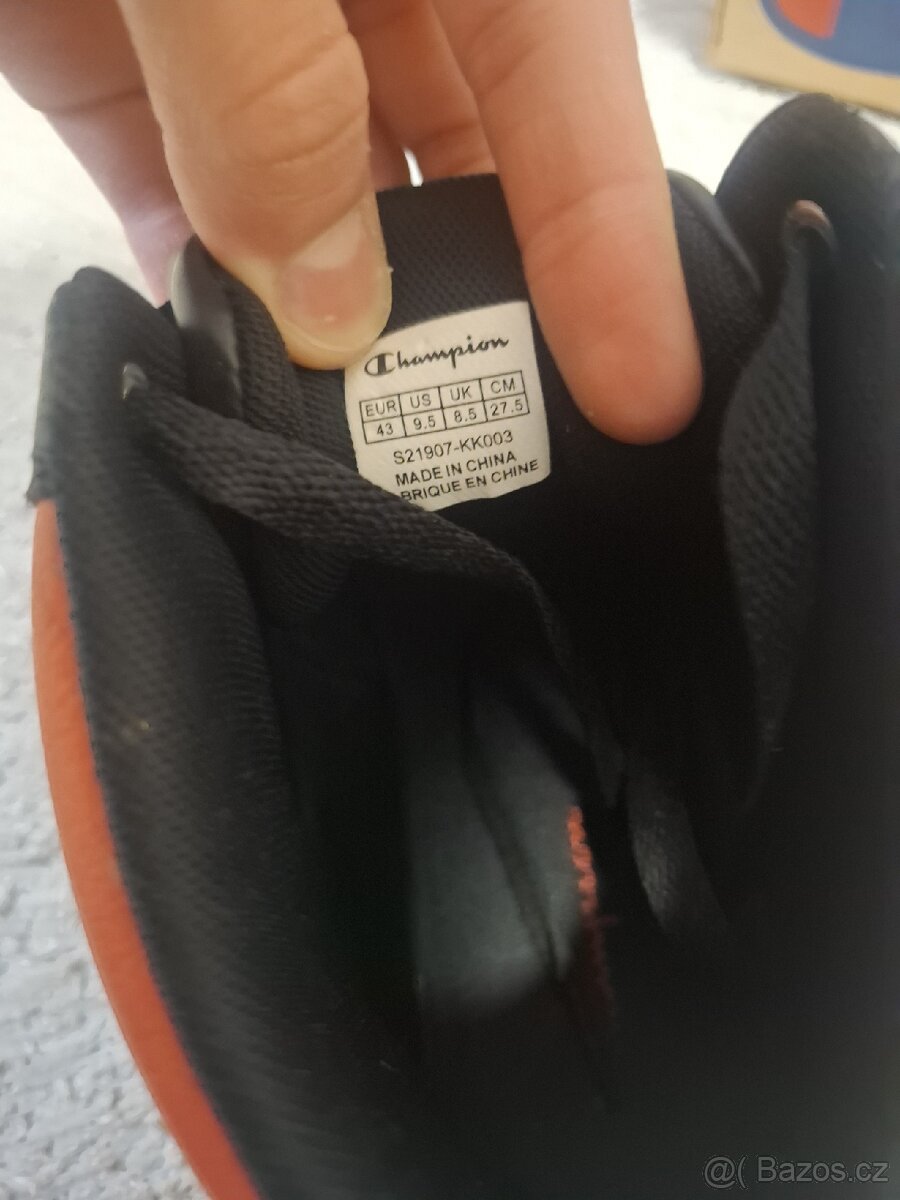 Champion
EUR US UK CM
43 9.5 8.5 27.5
S21907-KK003
MADE IN CHINA
BRIQUE EN CHINE
@( Bazos.cz